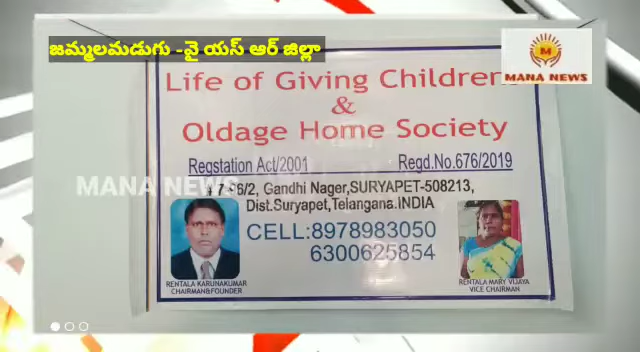 జమ్మలమడుగు -వై యస్ ఆర్ జిల్లా
MANA NEWS
Life of Giving Children
&
Oldage Home Society
Regstation Act/2001 Regd.No.676/2019
MANA NEWS
Gandhi Nager,SURYAPET-508213,
Dist.Suryapet,Telangana.INDIA
CELL:8978983050
6300625854
RENTALA KARUNAKUMAR
CHAIRMAN&FOUNDER
RENTALA MARY VIJAYA
VICE CHAIRMAN